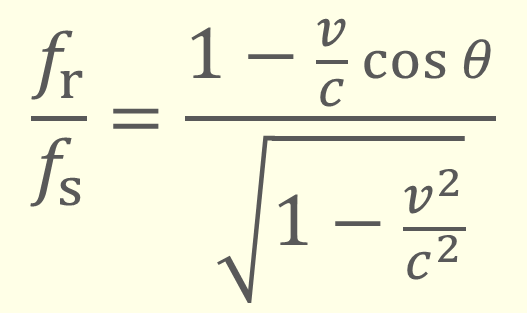 f_r/f_s = (1 − v/c cos θ)/√(1 − v²/c²)